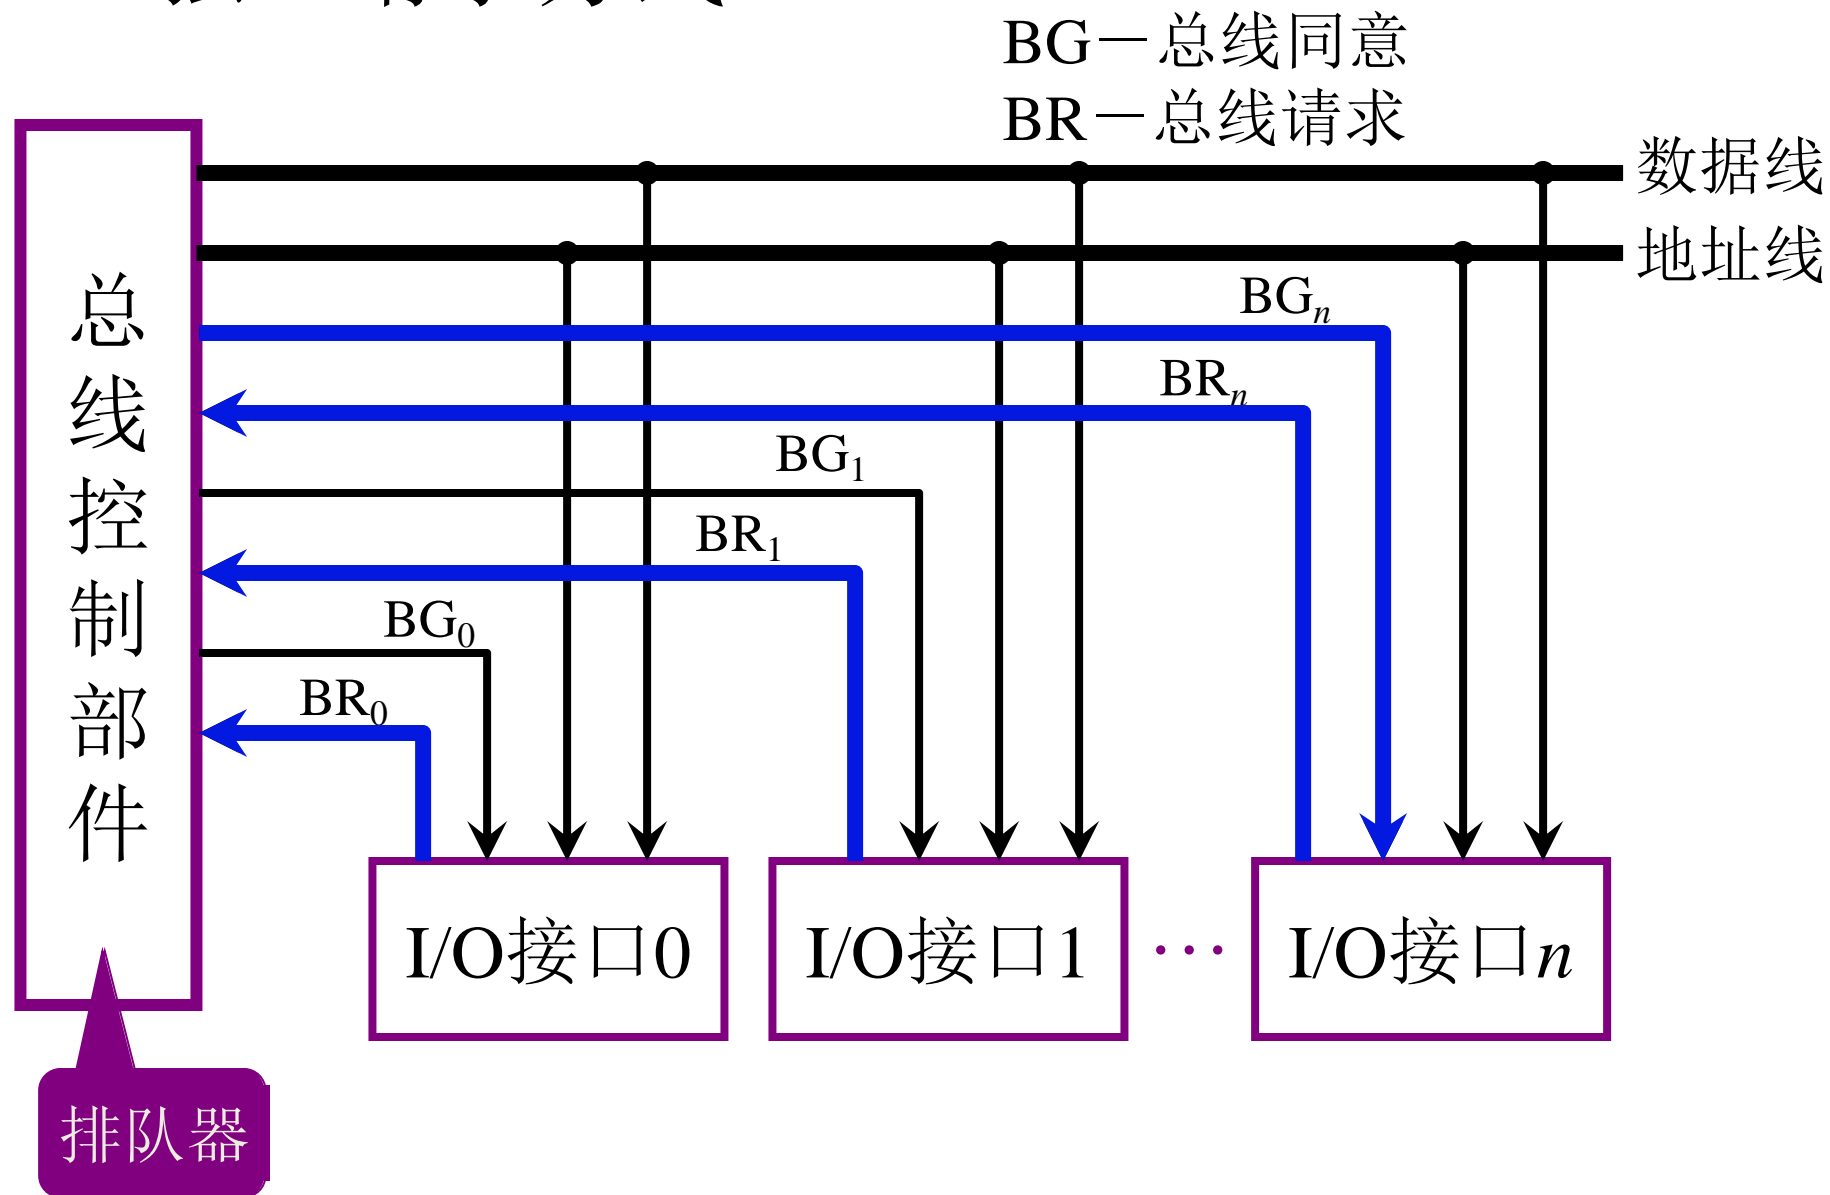 BG－总线同意
BR－总线请求
数据线
地址线
BGn
BRn
BG1
BR1
BG0
BR0
总线控制部件
I/O接口0
I/O接口1
…
I/O接口n
排队器